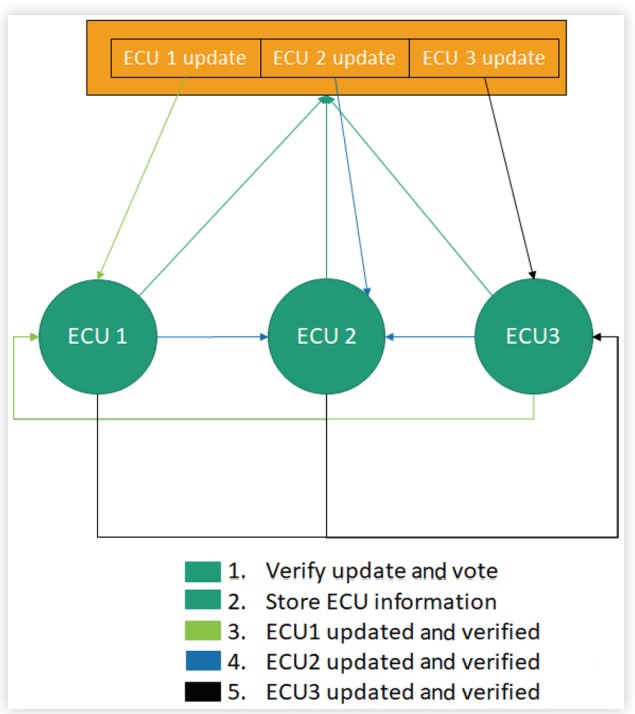 ECU 1 update ECU 2 update ECU 3 update
ECU 1 ECU 2 ECU3
1. Verify update and vote
2. Store ECU information
3. ECU1 updated and verified
4. ECU2 updated and verified
5. ECU3 updated and verified